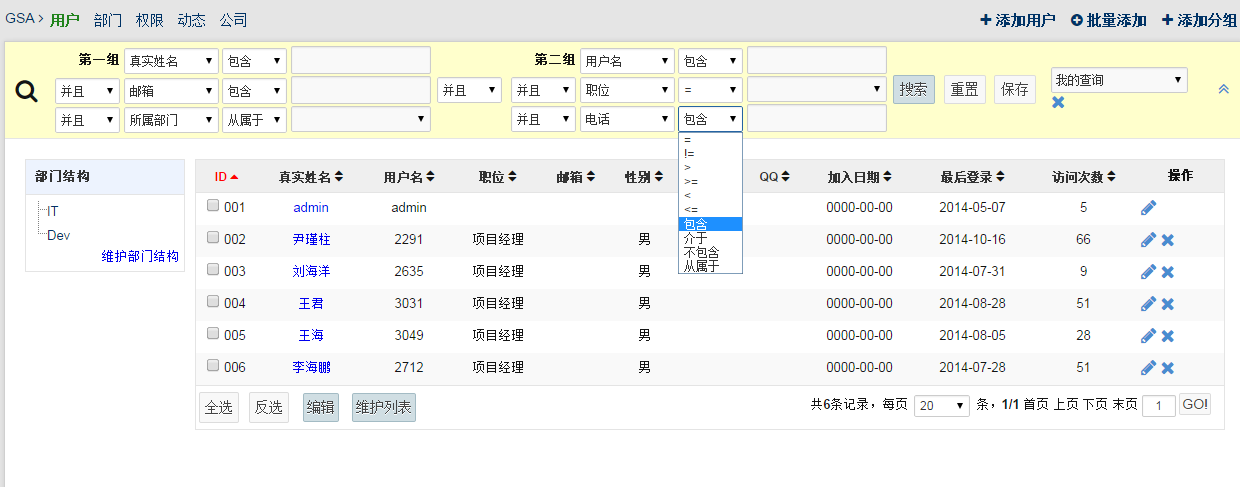 GSA > 用户 部门 权限 动态 公司 + 添加用户 批量添加 + 添加分组
第一组 真实姓名 包含 第二组 用户名 包含
并且 邮箱 包含 并且 并且 职位 = 搜索 重置 保存 我的查询
并且 所属部门 从属于 并且 电话 包含
=
!=
>
>=
<
<=
包含
介于
不包含
从属于
部门结构
IT
Dev
维护部门结构
ID 真实姓名 用户名 职位 邮箱 性别 QQ 加入日期 最后登录 访问次数 操作
001 admin admin 0000-00-00 2014-05-07 5
002 尹瑾柱 2291 项目经理 男 0000-00-00 2014-10-16 66
003 刘海洋 2635 项目经理 男 0000-00-00 2014-07-31 9
004 王君 3031 项目经理 男 0000-00-00 2014-08-28 51
005 王海 3049 项目经理 男 0000-00-00 2014-08-05 28
006 李海鹏 2712 项目经理 男 0000-00-00 2014-07-28 51
全选 反选 编辑 维护列表 共6条记录，每页 20 条，1/1 首页 上页 下页 末页 1 GO!